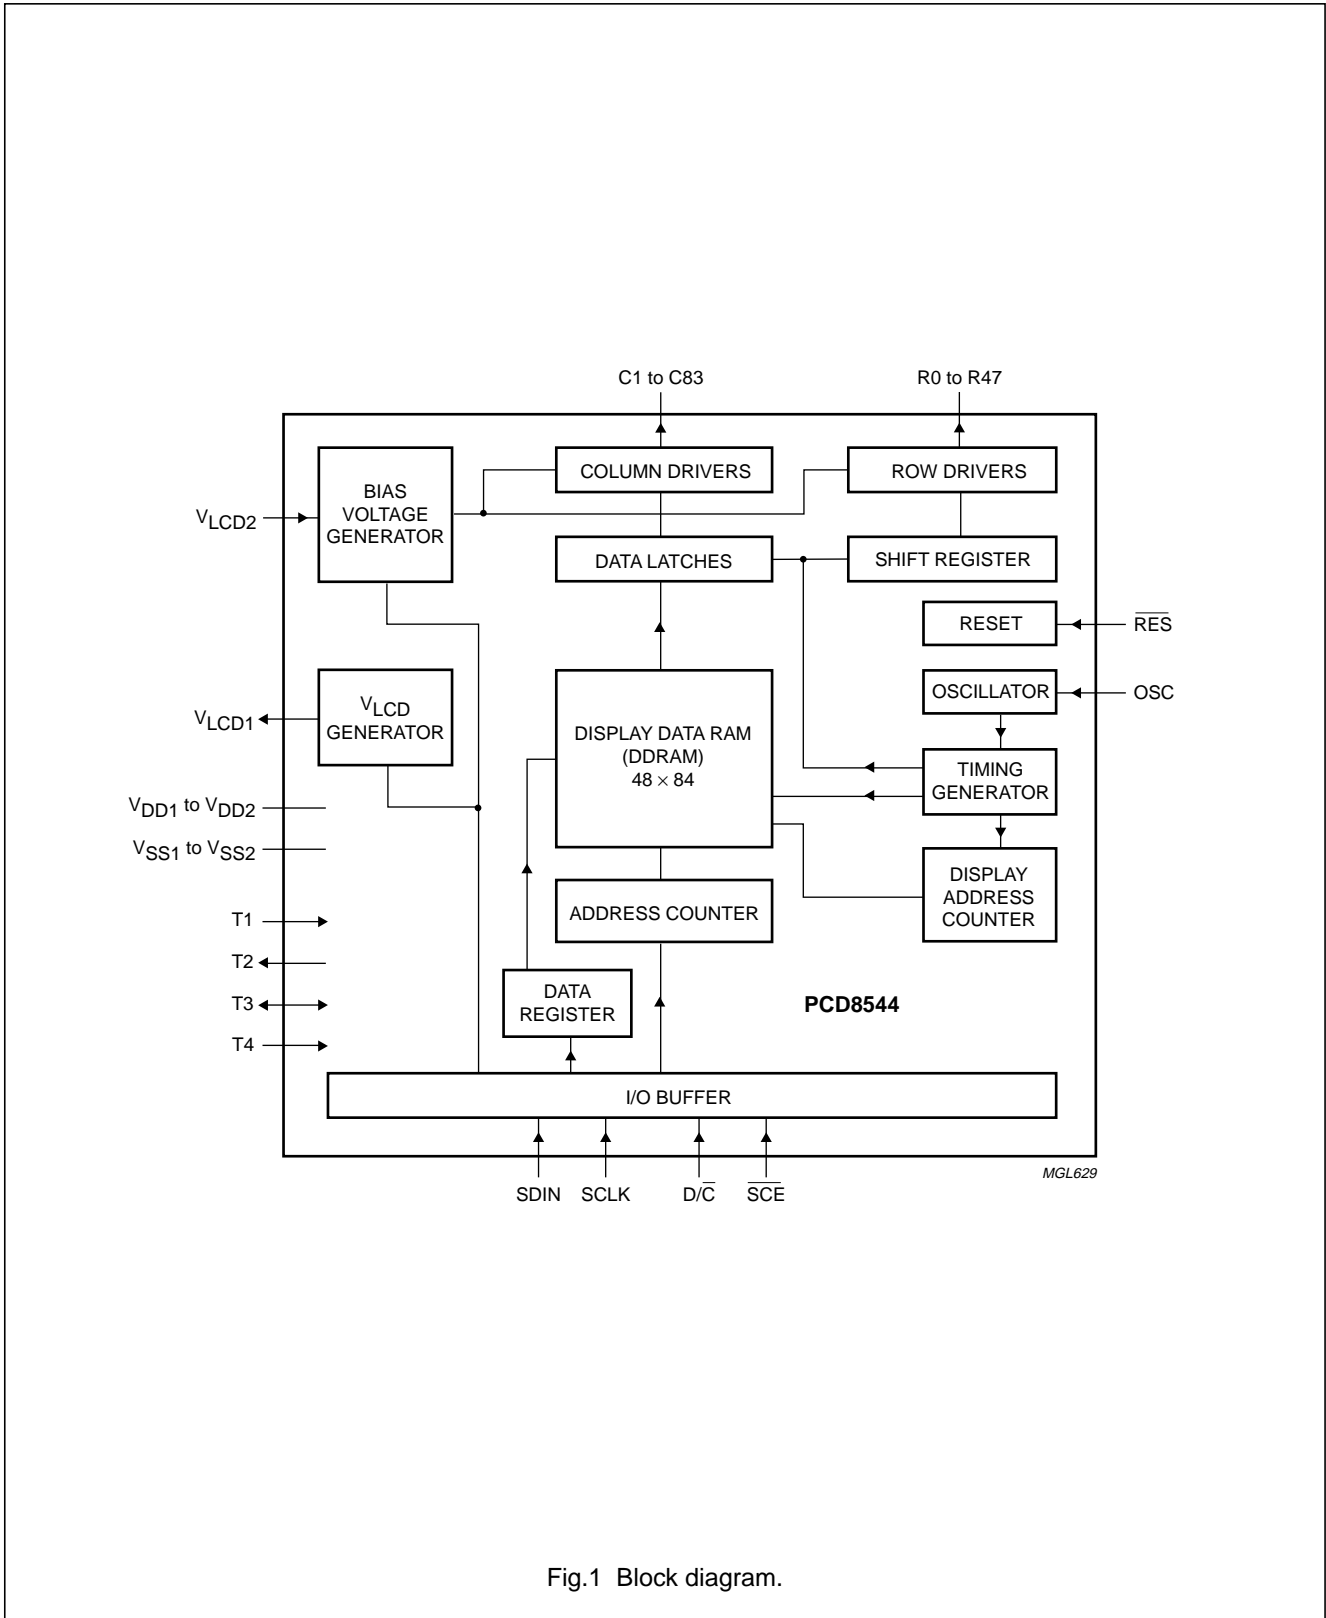 C1 to C83
R0 to R47
BIAS
VOLTAGE
GENERATOR
COLUMN DRIVERS
ROW DRIVERS
VLCD2
DATA LATCHES
SHIFT REGISTER
RESET
R̅E̅S̅
VLCD
GENERATOR
VLCD1
DISPLAY DATA RAM
(DDRAM)
48 × 84
OSCILLATOR
OSC
TIMING
GENERATOR
VDD1 to VDD2
VSS1 to VSS2
DISPLAY
ADDRESS
COUNTER
ADDRESS COUNTER
T1
T2
T3
T4
DATA
REGISTER
PCD8544
I/O BUFFER
SDIN
SCLK
D/C̅
S̅C̅E̅
MGL629
Fig.1 Block diagram.